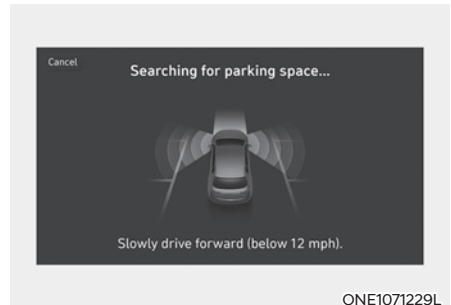 Cancel
Searching for parking space...
Slowly drive forward (below 12 mph).
ONE1071229L